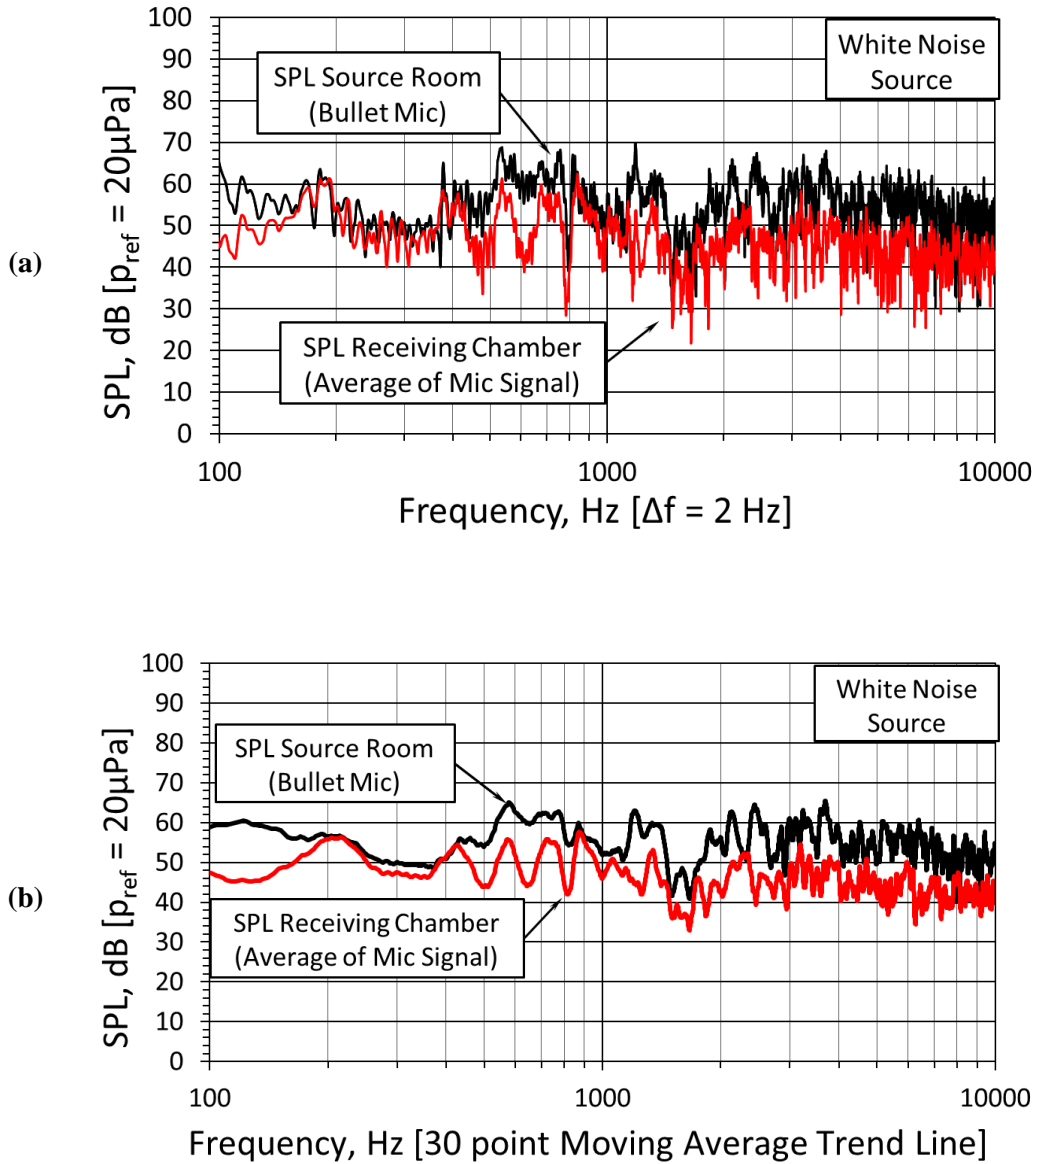 100
90
80
70
60
50
40
30
20
10
0
SPL, dB [pref = 20µPa]
SPL Source Room
(Bullet Mic)
White Noise
Source
(a)
SPL Receiving Chamber
(Average of Mic Signal)
100
1000
10000
Frequency, Hz [Δf = 2 Hz]
100
90
80
70
60
50
40
30
20
10
0
SPL, dB [pref = 20µPa]
White Noise
Source
SPL Source Room
(Bullet Mic)
(b)
SPL Receiving Chamber
(Average of Mic Signal)
100
1000
10000
Frequency, Hz [30 point Moving Average Trend Line]